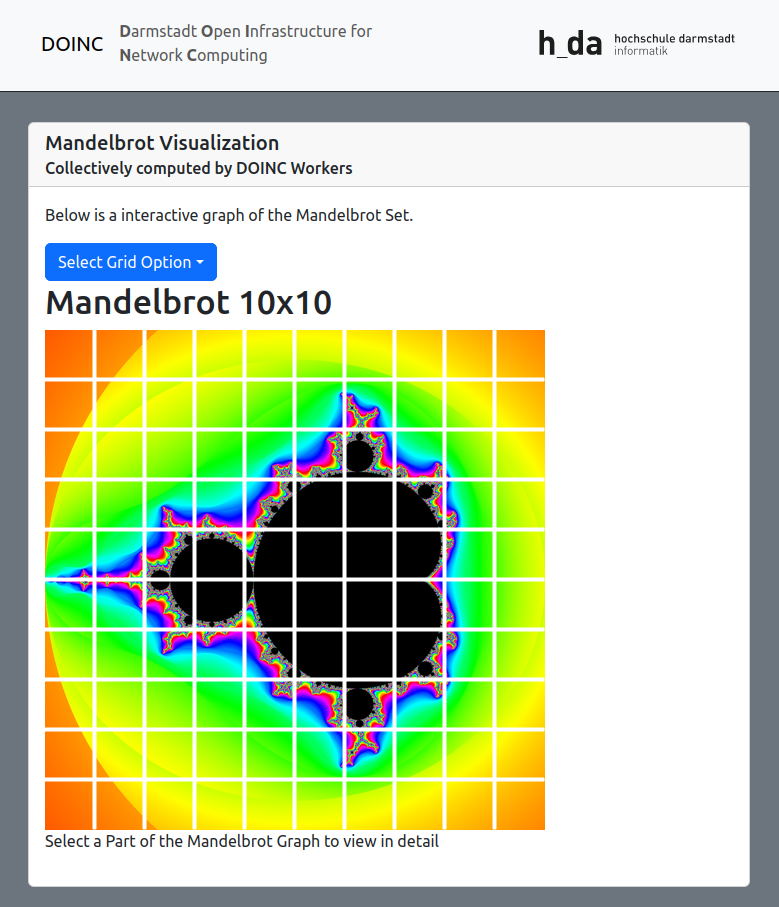 DOINC
Darmstadt Open Infrastructure for
Network Computing
h_da
hochschule darmstadt
informatik
Mandelbrot Visualization
Collectively computed by DOINC Workers
Below is a interactive graph of the Mandelbrot Set.
Select Grid Option
Mandelbrot 10x10
Select a Part of the Mandelbrot Graph to view in detail